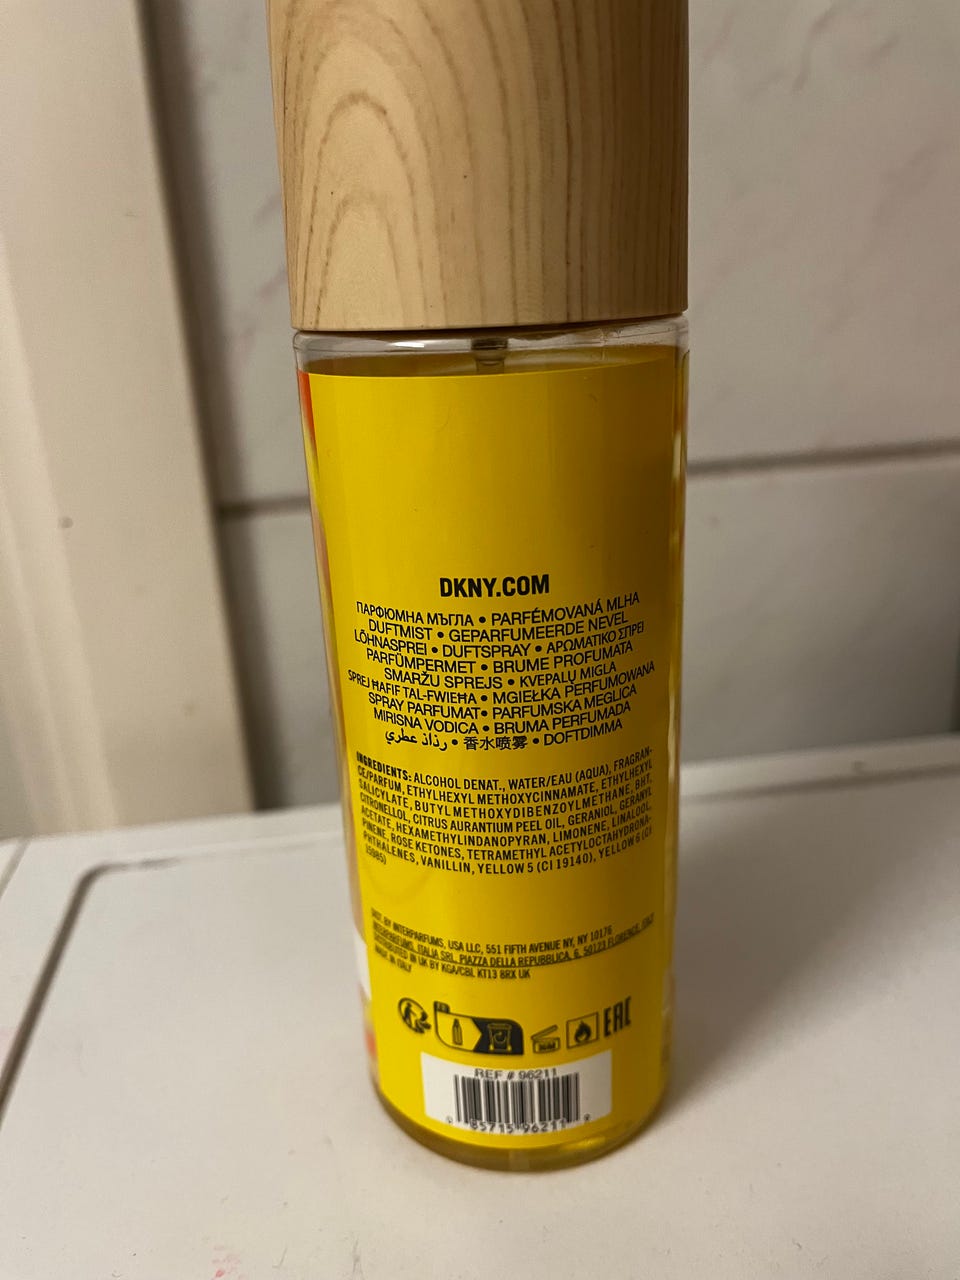 DKNY.COM
ПАРФЮМНА МЪГЛА • PARFÉMOVANÁ MLHA
DUFTMIST • GEPARFUMEERDE NEVEL
LÕHNASPREI • DUFTSPRAY • ΑΡΩΜΑΤΙΚΟ ΣΠΡΕΪ
PARFÜMPERMET • BRUME PROFUMATA
SMARŽU SPREJS • KVEPALŲ MIGLA
SPREJ ĦAFIF TAL-FWIEĦA • MGIEŁKA PERFUMOWANA
SPRAY PARFUMAT • PARFUMSKA MEGLICA
MIRISNA VODICA • BRUMA PERFUMADA
رذاذ عطري • 香水喷雾 • DOFTDIMMA
INGREDIENTS: ALCOHOL DENAT., WATER/EAU (AQUA), FRAGRAN-
CE/PARFUM, ETHYLHEXYL METHOXYCINNAMATE, ETHYLHEXYL
SALICYLATE, BUTYL METHOXYDIBENZOYLMETHANE, BHT,
CITRONELLOL, CITRUS AURANTIUM PEEL OIL, GERANIOL, GERANYL
ACETATE, HEXAMETHYLINDANOPYRAN, LIMONENE, LINALOOL,
PINENE, ROSE KETONES, TETRAMETHYL ACETYLOCTAHYDRONA-
PHTHALENES, VANILLIN, YELLOW 5 (CI 19140), YELLOW 6 (CI
15985)
DIST. BY INTERPARFUMS, USA LLC, 551 FIFTH AVENUE NY, NY 10176
INTERPARFUMS, ITALIA SRL, PIAZZA DELLA REPUBBLICA, 6, 50123 FLORENCE, ITALY
DISTRIBUTED IN UK BY KGA/CBL KT13 8RX UK
MADE IN ITALY
FR
EAC
REF # 96211
85715 96211 9